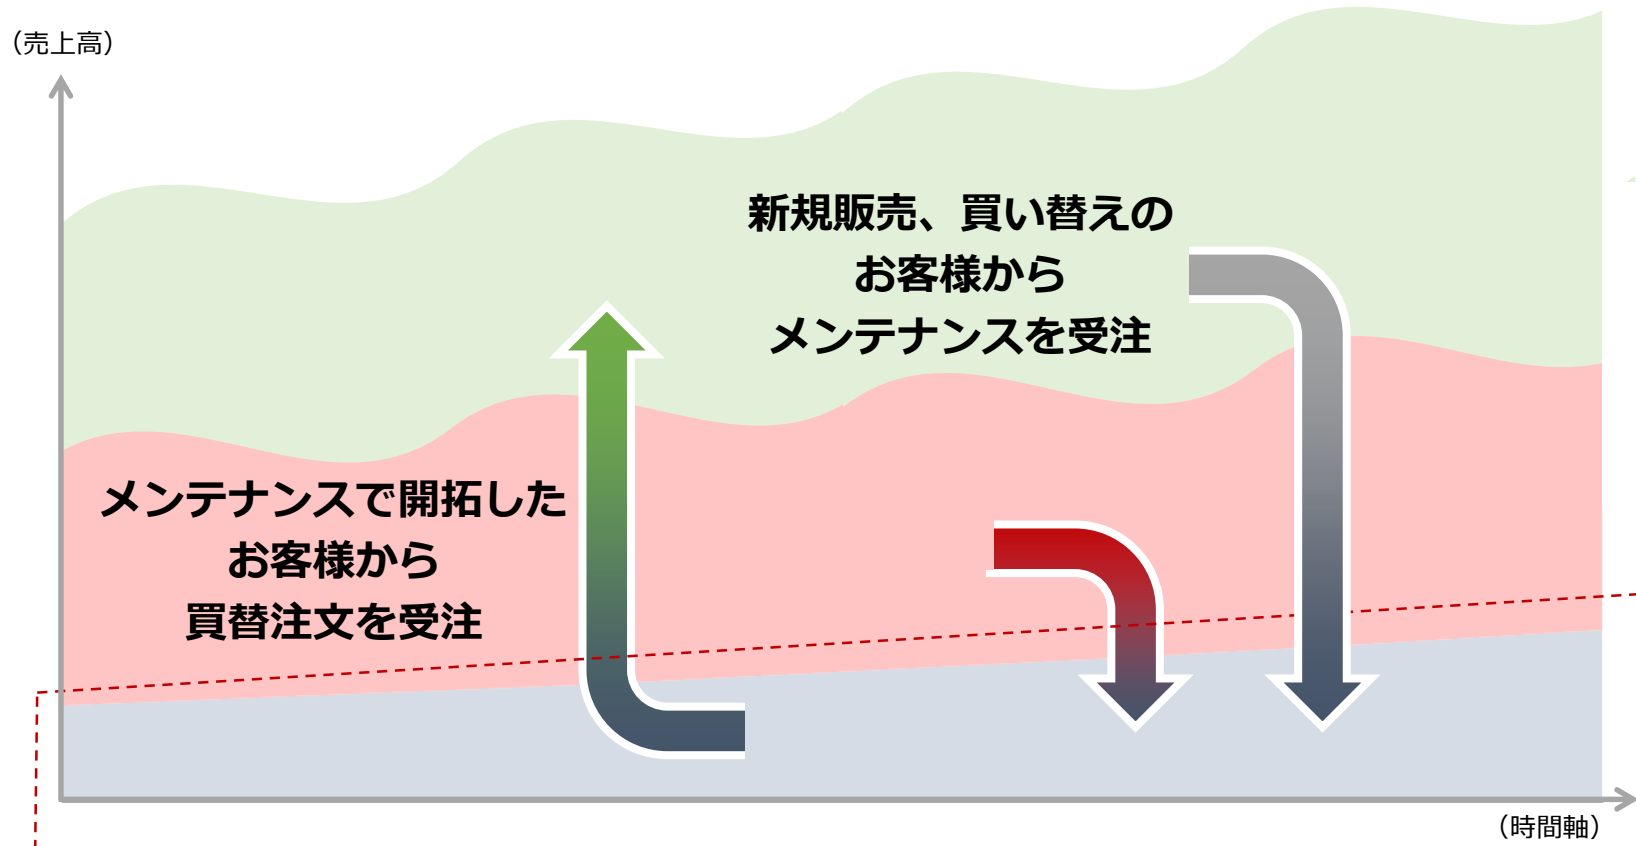 （売上高）
新規販売、買い替えの
お客様から
メンテナンスを受注
メンテナンスで開拓した
お客様から
買替注文を受注
（時間軸）